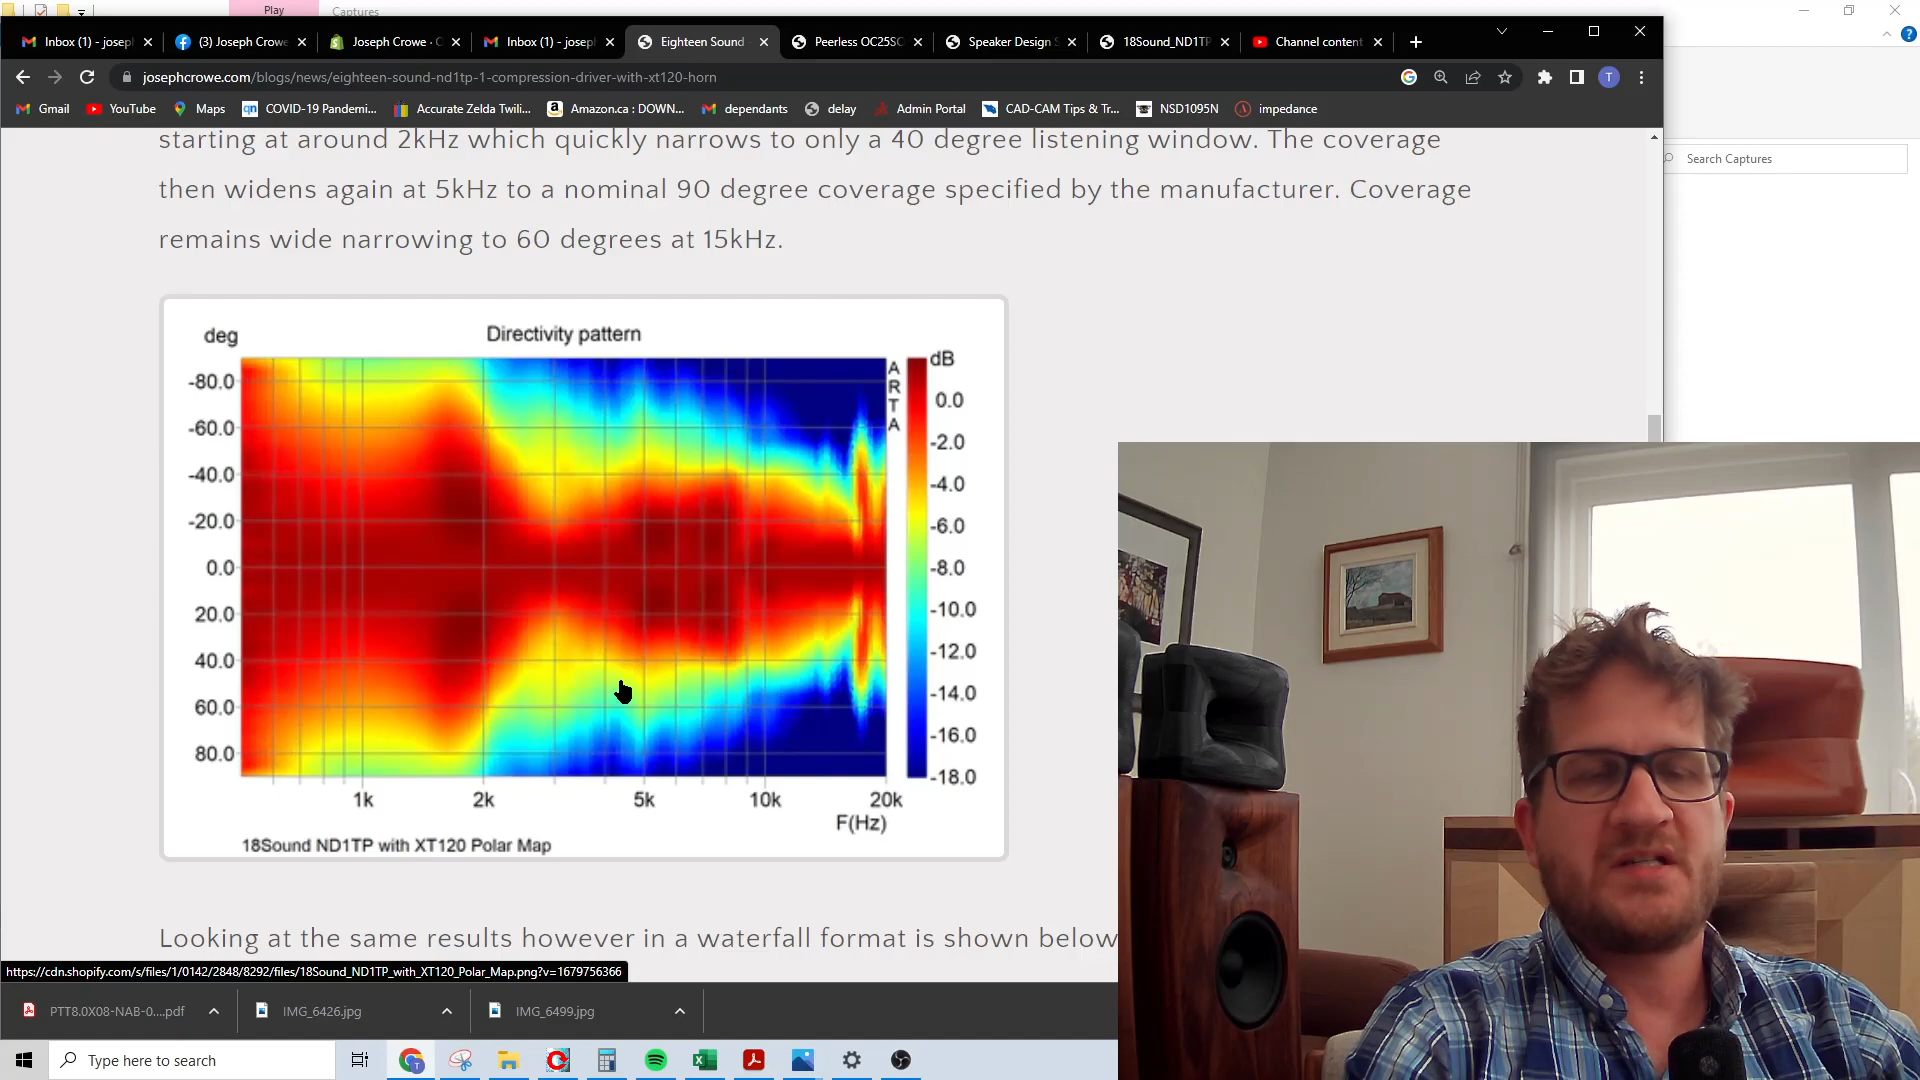 Play
Captures
Inbox (1) - joseph
(3) Joseph Crowe
Joseph Crowe · C
Inbox (1) - joseph
Eighteen Sound
Peerless OC25SC
Speaker Design S
18Sound_ND1TP
Channel content
josephcrowe.com/blogs/news/eighteen-sound-nd1tp-1-compression-driver-with-xt120-horn
T
Gmail
YouTube
Maps
COVID-19 Pandemi...
Accurate Zelda Twili...
Amazon.ca : DOWN...
dependants
delay
Admin Portal
CAD-CAM Tips & Tr...
NSD1095N
impedance
Search Captures
starting at around 2kHz which quickly narrows to only a 40 degree listening window. The coverage
then widens again at 5kHz to a nominal 90 degree coverage specified by the manufacturer. Coverage
remains wide narrowing to 60 degrees at 15kHz.
deg
Directivity pattern
dB
ARTA
-80.0
-60.0
-40.0
-20.0
0.0
20.0
40.0
60.0
80.0
0.0
-2.0
-4.0
-6.0
-8.0
-10.0
-12.0
-14.0
-16.0
-18.0
1k 2k 5k 10k 20k
F(Hz)
18Sound ND1TP with XT120 Polar Map
Looking at the same results however in a waterfall format is shown below
https://cdn.shopify.com/s/files/1/0142/2848/8292/files/18Sound_ND1TP_with_XT120_Polar_Map.png?v=1679756366
PTT8.0X08-NAB-0....pdf
IMG_6426.jpg
IMG_6499.jpg
Type here to search